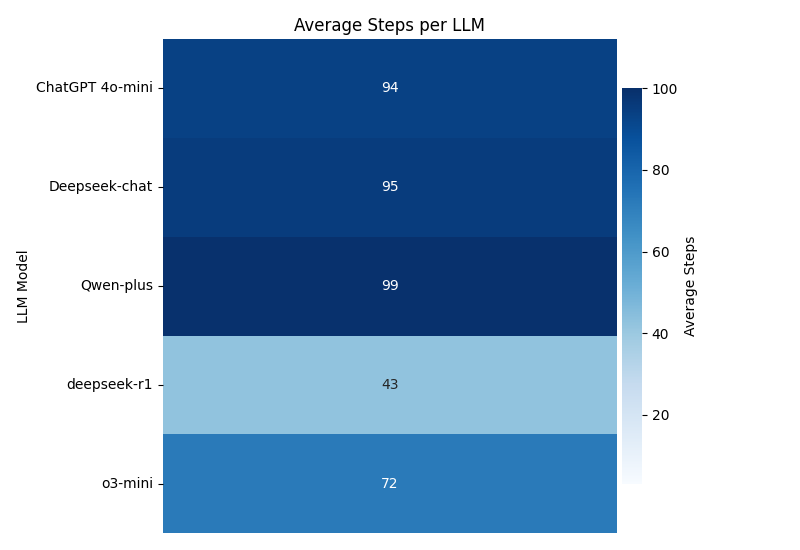 Average Steps per LLM
LLM Model
ChatGPT 4o-mini
94
Deepseek-chat
95
Qwen-plus
99
deepseek-r1
43
o3-mini
72
100
80
60
40
20
Average Steps